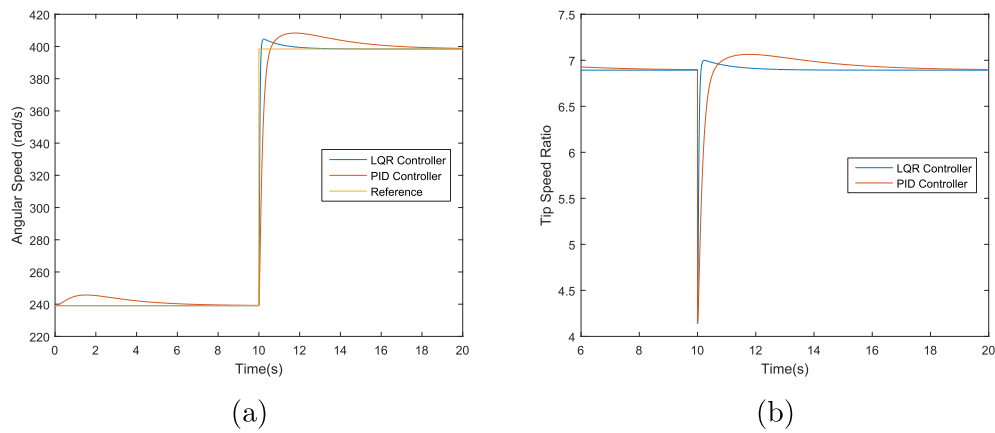 420
400
380
360
340
320
300
280
260
240
220
Angular Speed (rad/s)
LQR Controller
PID Controller
Reference
0 2 4 6 8 10 12 14 16 18 20
Time(s)
(a)
7.5
7
6.5
6
5.5
5
4.5
4
Tip Speed Ratio
LQR Controller
PID Controller
6 8 10 12 14 16 18 20
Time(s)
(b)